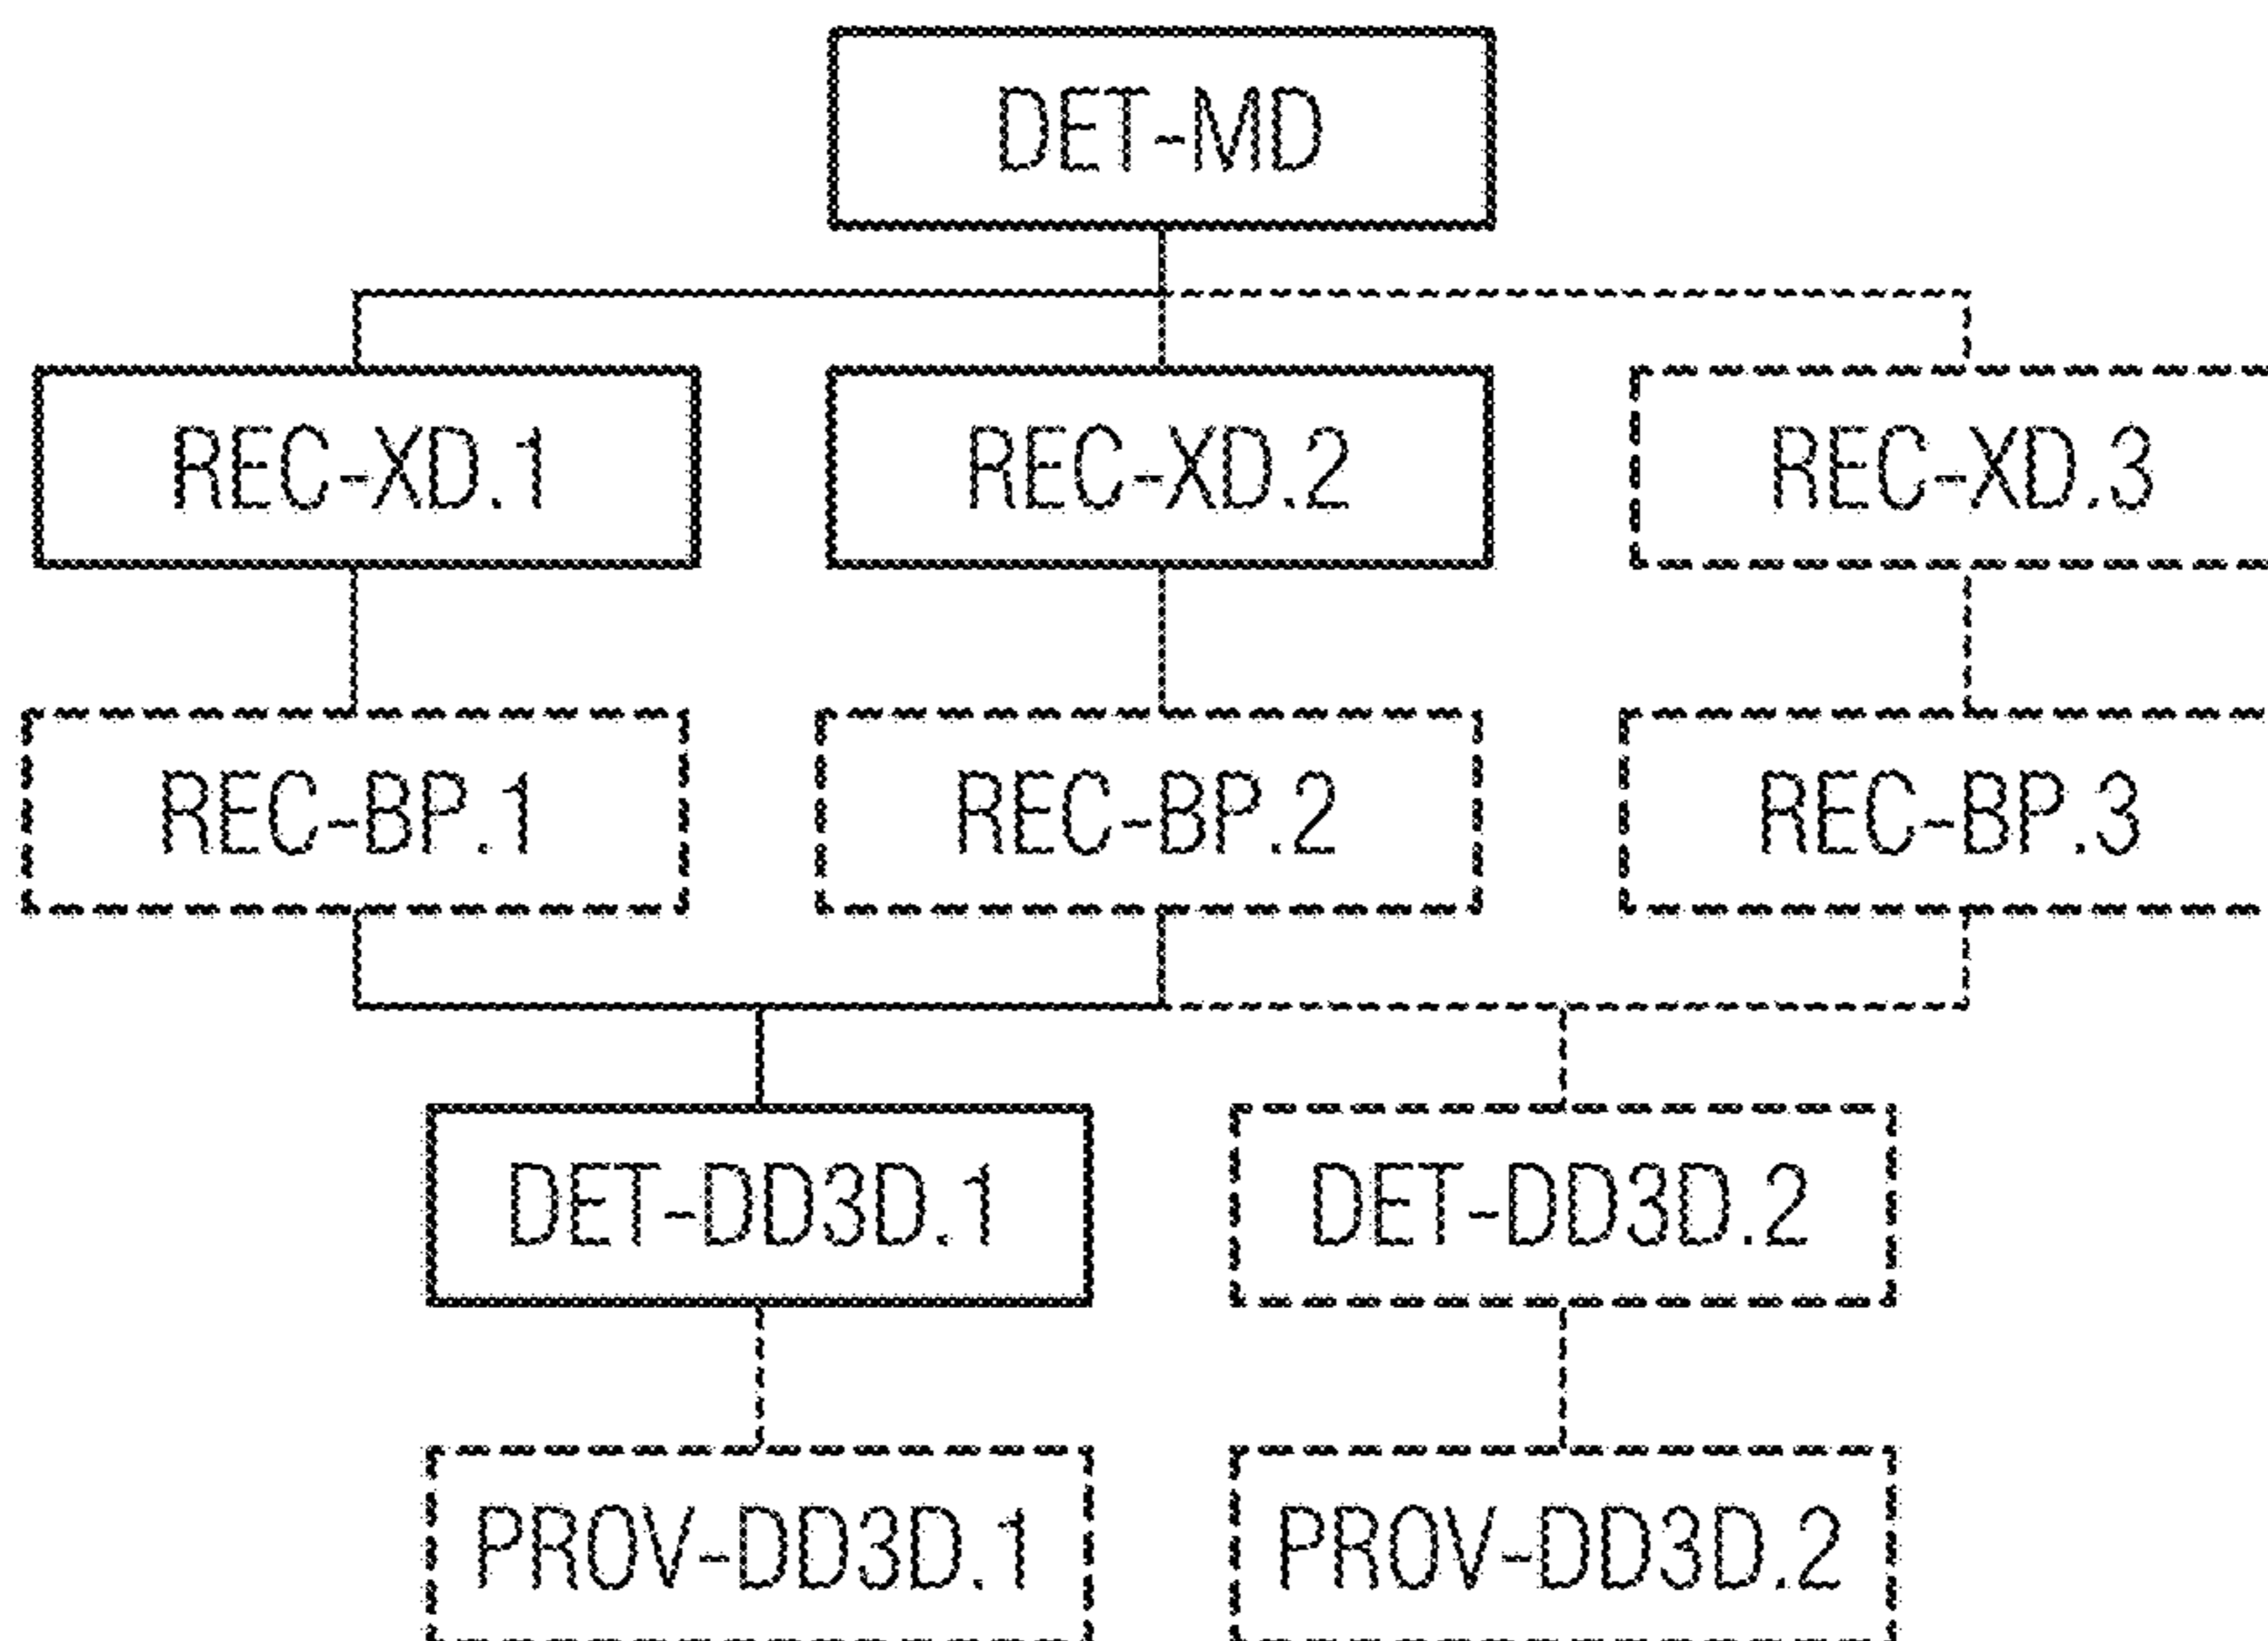 DET-MD
REC-XD.1 REC-XD.2 REC-XD.3
REC-BP.1 REC-BP.2 REC-BP.3
DET-DD3D.1 DET-DD3D.2
PROV-DD3D.1 PROV-DD3D.2